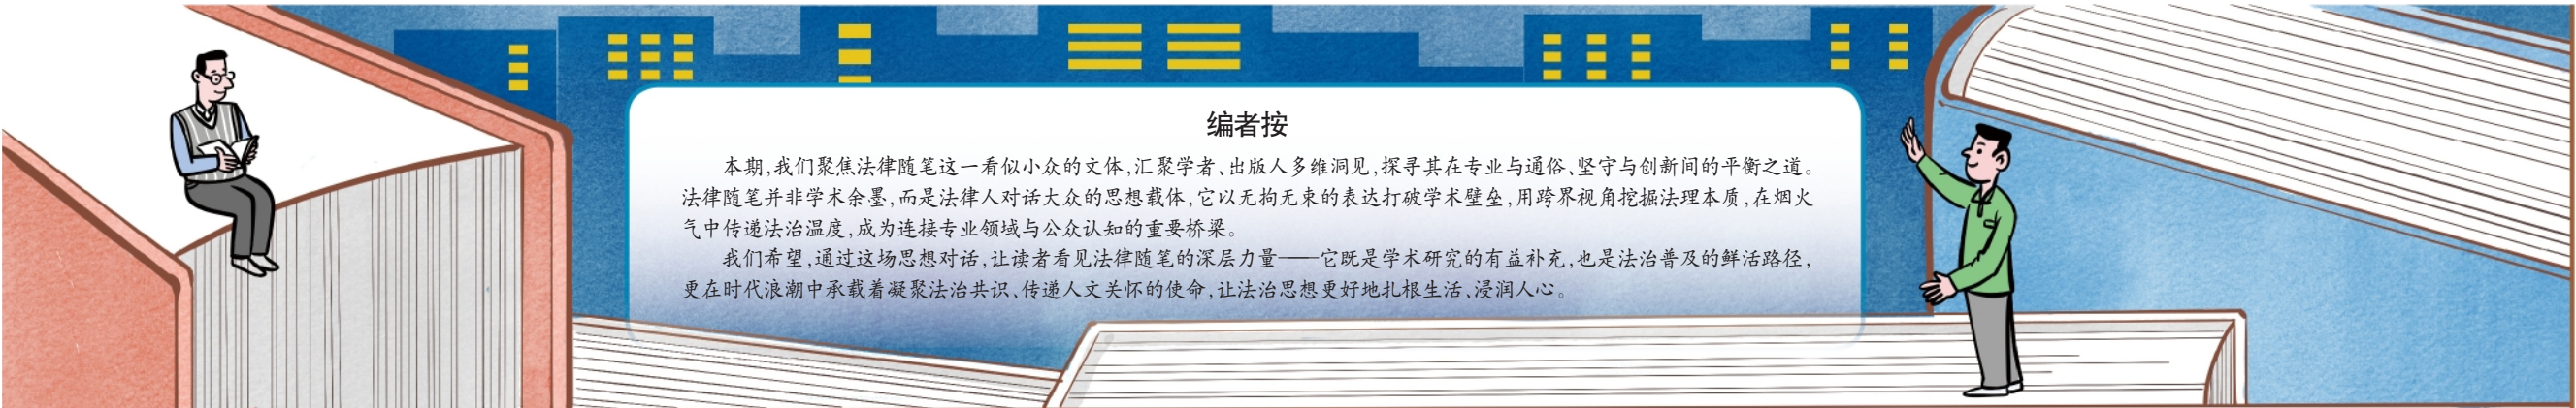 编者按
本期,我们聚焦法律随笔这一看似小众的文体,汇聚学者、出版人多维洞见,探寻其在专业与通俗、坚守与创新间的平衡之道。
法律随笔并非学术余墨,而是法律人对话大众的思想载体,它以无拘无束的表达打破学术壁垒,用跨界视角挖掘法理本质,在烟火
气中传递法治温度,成为连接专业领域与公众认知的重要桥梁。
我们希望,通过这场思想对话,让读者看见法律随笔的深层力量——它既是学术研究的有益补充,也是法治普及的鲜活路径,
更在时代浪潮中承载着凝聚法治共识、传递人文关怀的使命,让法治思想更好地扎根生活、浸润人心。